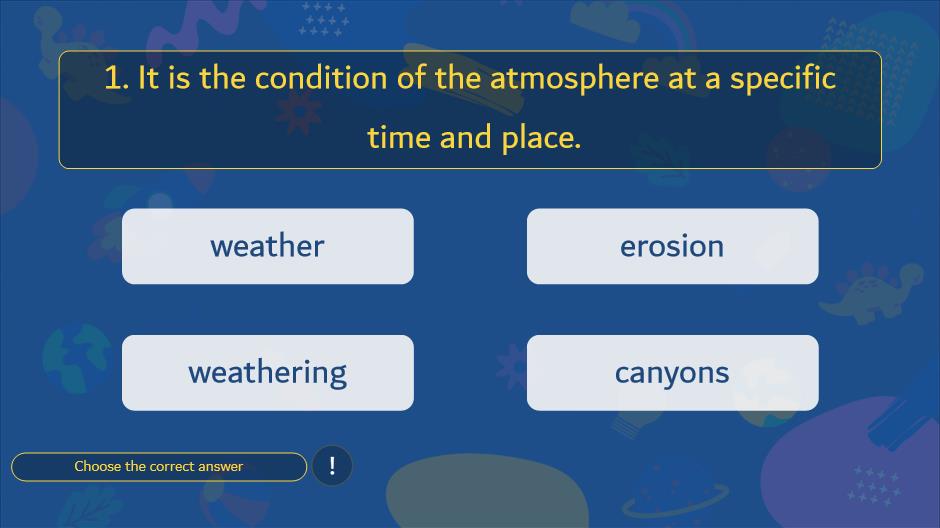 1. It is the condition of the atmosphere at a specific
time and place.
weather
erosion
weathering
canyons
Choose the correct answer
!